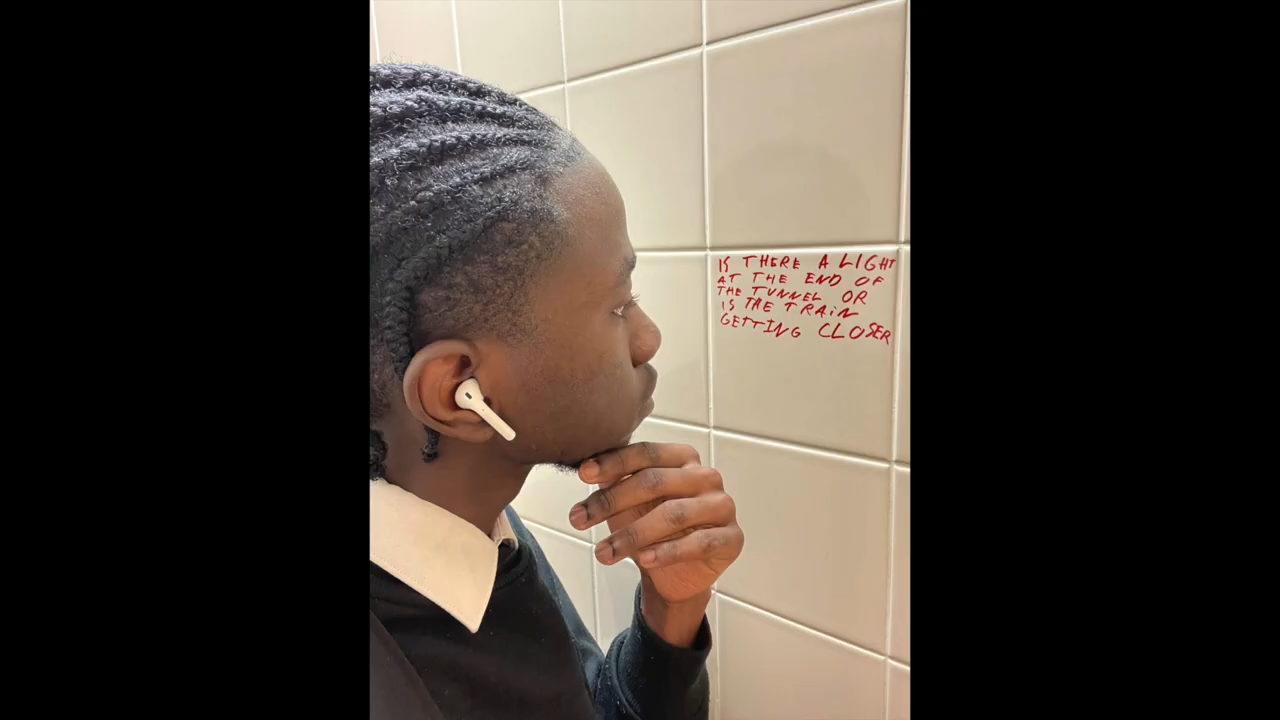 IS THERE A LIGHT
AT THE END OF
THE TUNNEL OR
IS THE TRAiN
GETTING CLOSER